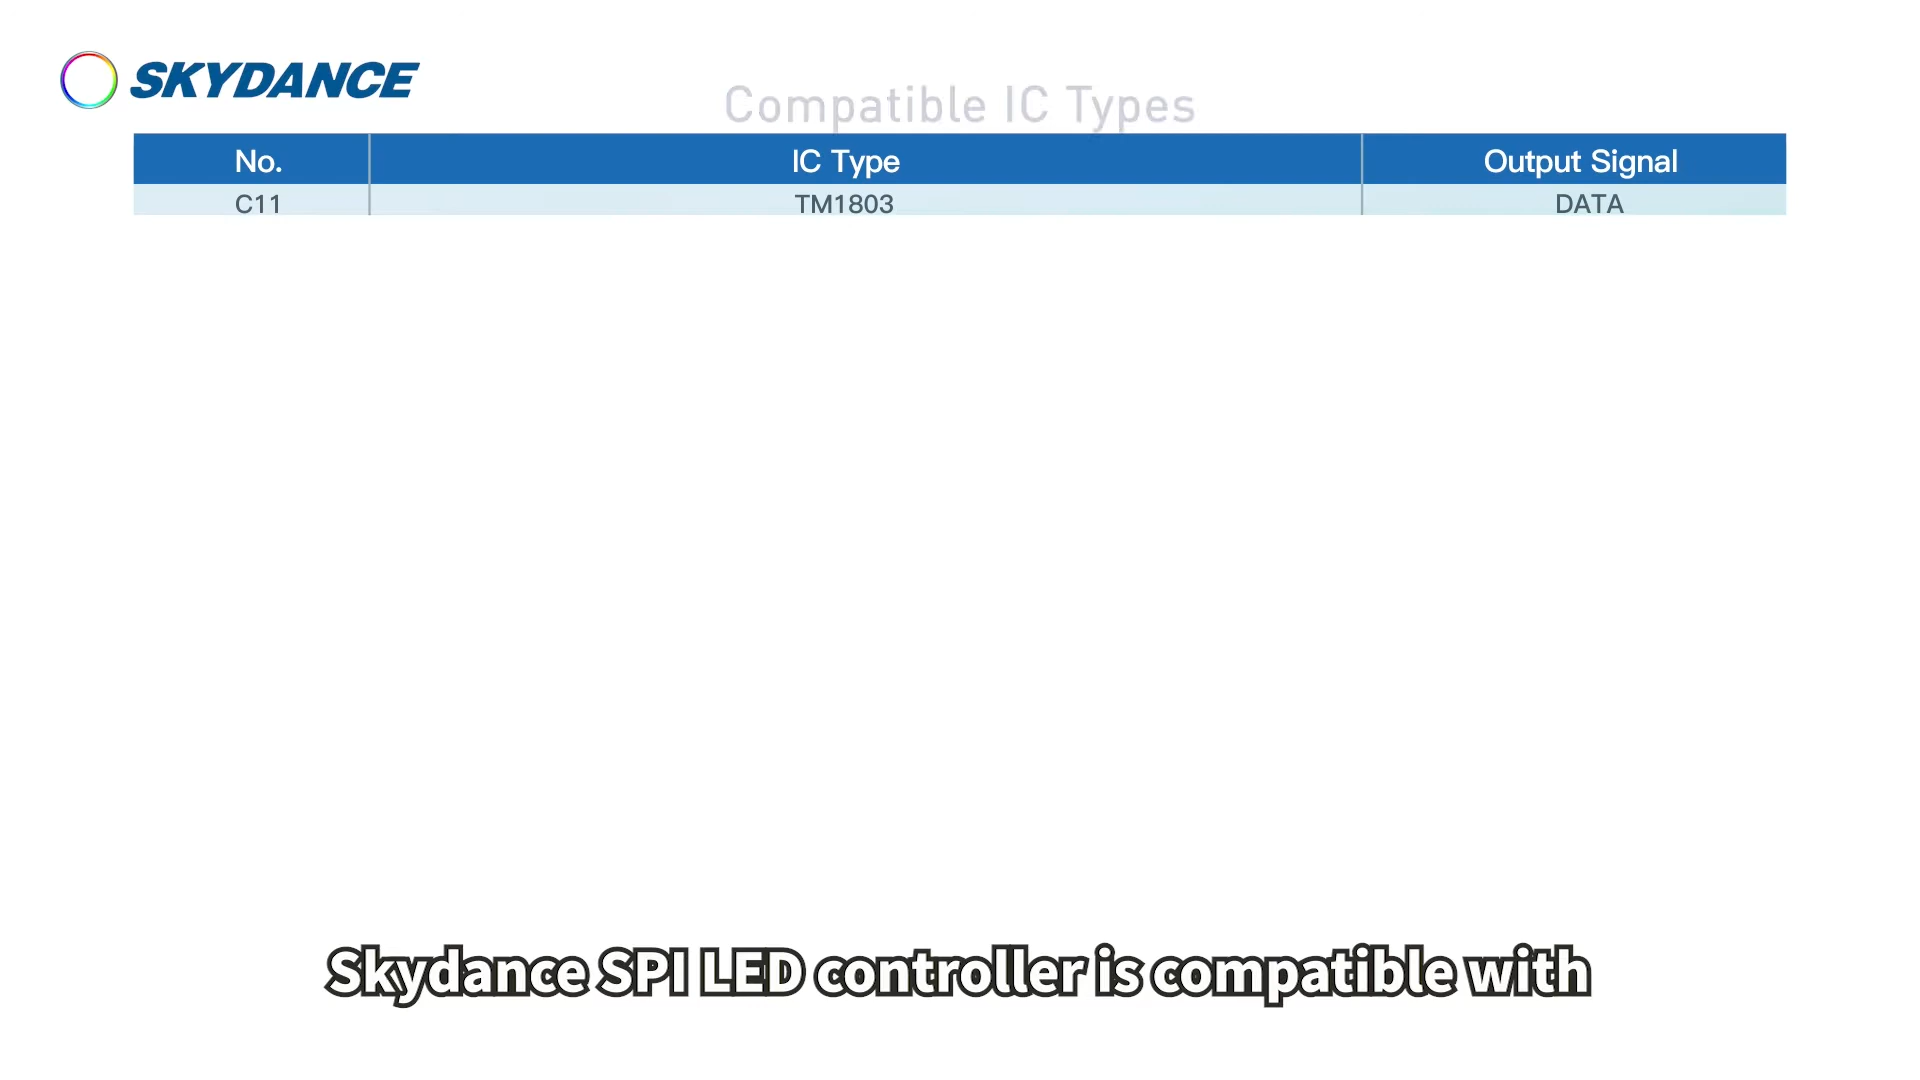 SKYDANCE
Compatible IC Types
No. IC Type Output Signal
C11 TM1803 DATA
Skydance SPI LED controller is compatible with